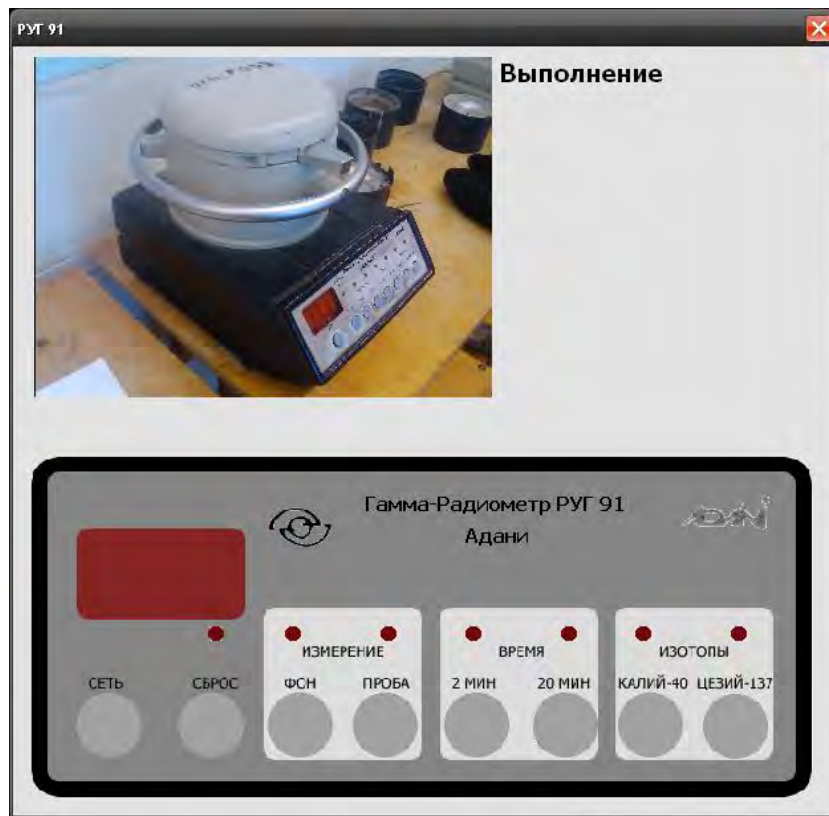 РУГ 91
Выполнение
Гамма-Радиометр РУГ 91
Адани
ИЗМЕРЕНИЕ ВРЕМЯ ИЗОТОПЫ
СЕТЬ СБРОС ФОН ПРОБА 2 МИН 20 МИН КАЛИЙ-40 ЦЕЗИЙ-137